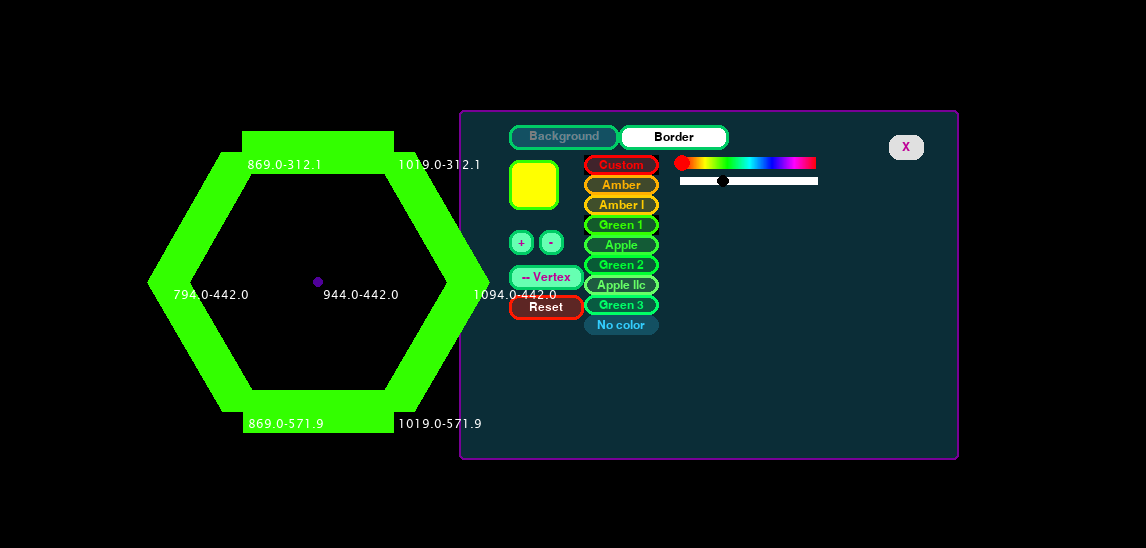 Background
Border
X
869.0-312.1
1019.0-312.1
Custom
Amber
Amber I
Green 1
+
-
Apple
Green 2
-- Vertex
Apple IIc
794.0-442.0
944.0-442.0
1094.0-442.0
Reset
Green 3
No color
869.0-571.9
1019.0-571.9